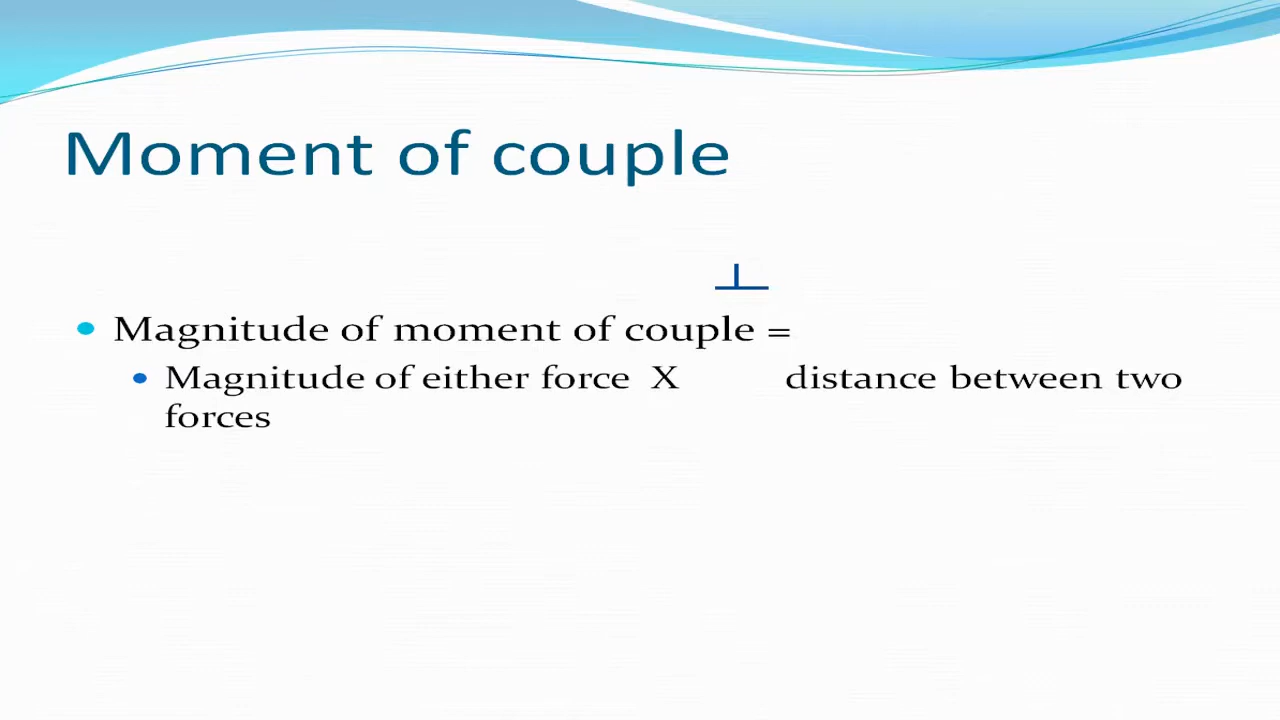 Moment of couple
⊥
Magnitude of moment of couple =
Magnitude of either force X distance between two
forces